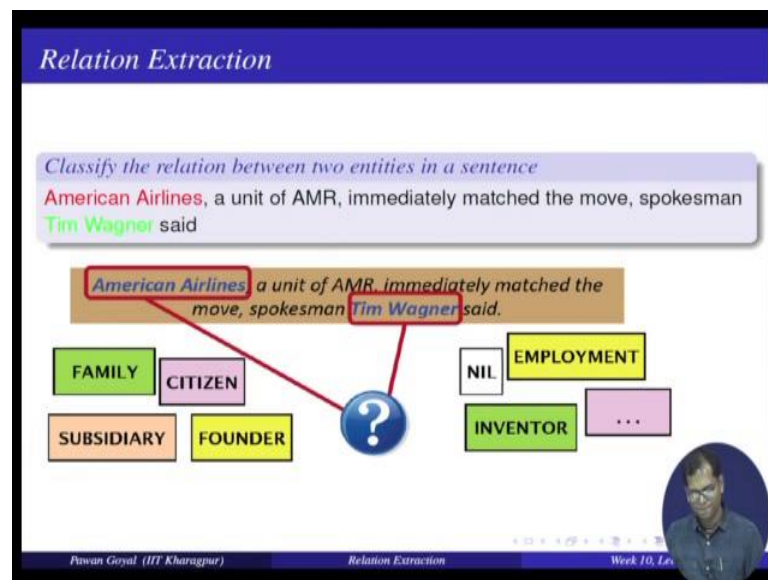 Relation Extraction
Classify the relation between two entities in a sentence
American Airlines, a unit of AMR, immediately matched the move, spokesman
Tim Wagner said
American Airlines, a unit of AMR, immediately matched the
move, spokesman Tim Wagner said.
FAMILY
CITIZEN
NIL
EMPLOYMENT
SUBSIDIARY
FOUNDER
?
INVENTOR
...
Pawan Goyal (IIT Kharagpur)
Relation Extraction
Week 10,